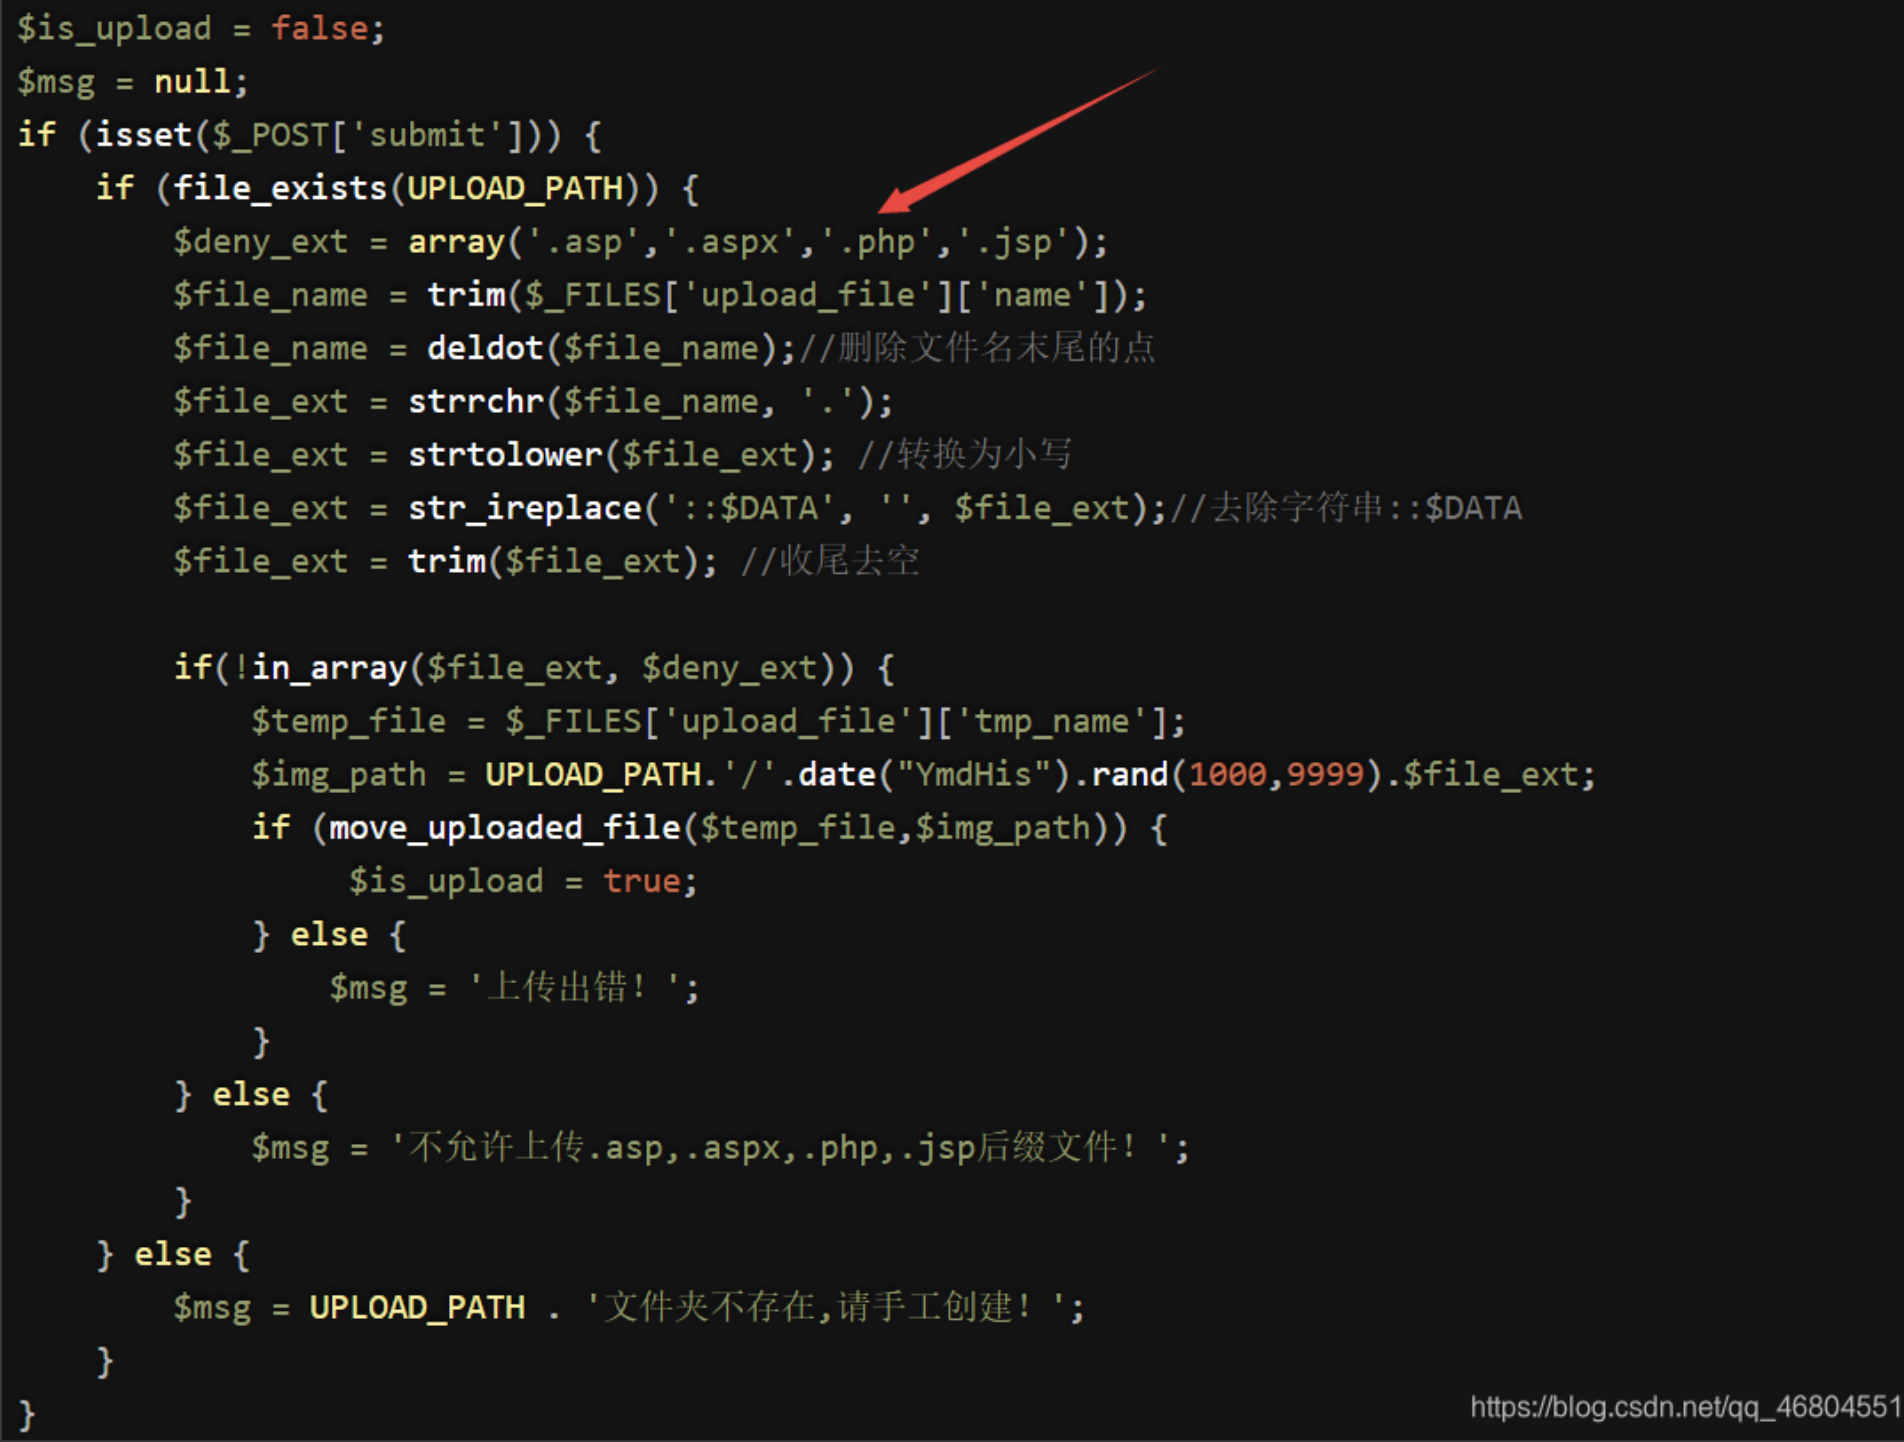 $is_upload = false;
$msg = null;
if (isset($_POST['submit'])) {
    if (file_exists(UPLOAD_PATH)) {
        $deny_ext = array('.asp','.aspx','.php','.jsp');
        $file_name = trim($_FILES['upload_file']['name']);
        $file_name = deldot($file_name);//删除文件名末尾的点
        $file_ext = strrchr($file_name, '.');
        $file_ext = strtolower($file_ext); //转换为小写
        $file_ext = str_ireplace('::$DATA', '', $file_ext);//去除字符串::$DATA
        $file_ext = trim($file_ext); //收尾去空

        if(!in_array($file_ext, $deny_ext)) {
            $temp_file = $_FILES['upload_file']['tmp_name'];
            $img_path = UPLOAD_PATH.'/'.date("YmdHis").rand(1000,9999).$file_ext;
            if (move_uploaded_file($temp_file,$img_path)) {
                 $is_upload = true;
            } else {
                $msg = '上传出错！';
            }
        } else {
            $msg = '不允许上传.asp,.aspx,.php,.jsp后缀文件！';
        }
    } else {
        $msg = UPLOAD_PATH . '文件夹不存在,请手工创建！';
    }
}
https://blog.csdn.net/qq_46804551